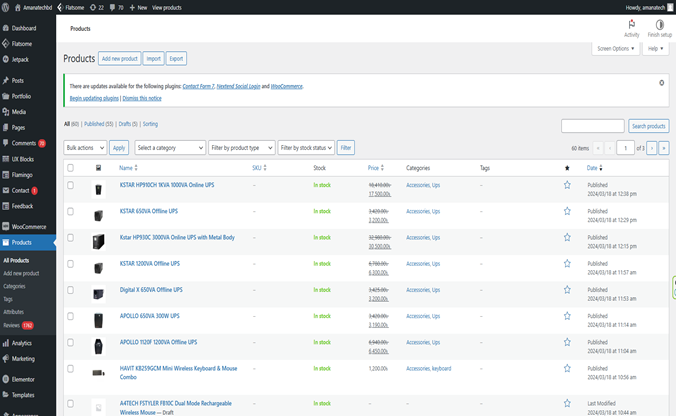 Amanatechbd
Flatsome
22
70
New
View products
Howdy, amanatech
Dashboard
Flatsome
Jetpack
Posts
Portfolio
Media
Pages
Comments 70
UX Blocks
Flamingo
Contact 1
Feedback
WooCommerce
Products
All Products
Add new product
Categories
Tags
Attributes
Reviews 1762
Analytics
Marketing
Elementor
Templates
Products
Activity
Finish setup
Screen Options
Help
Products
Add new product
Import
Export
There are updates available for the following plugins: Contact Form 7, Nextend Social Login and WooCommerce.
Begin updating plugins | Dismiss this notice
All (60) | Published (55) | Drafts (5) | Sorting
Search products
Bulk actions
Apply
Select a category
Filter by product type
Filter by stock status
Filter
60 items
«
‹
1
of 3
›
»
Name
SKU
Stock
Price
Categories
Tags
Date
KSTAR HP910CH 1KVA 1000VA Online UPS
–
In stock
18,410.00৳
17,500.00৳
Accessories, Ups
–
Published
2024/03/18 at 12:38 pm
KSTAR 650VA Offline UPS
–
In stock
3,420.00৳
3,200.00৳
Accessories, Ups
–
Published
2024/03/18 at 12:29 pm
Kstar HP930C 3000VA Online UPS with Metal Body
–
In stock
32,900.00৳
30,500.00৳
Accessories, Ups
–
Published
2024/03/18 at 12:15 pm
KSTAR 1200VA Offline UPS
–
In stock
6,700.00৳
6,300.00৳
Accessories, Ups
–
Published
2024/03/18 at 11:57 am
Digital X 650VA Offline UPS
–
In stock
3,425.00৳
3,200.00৳
Accessories, Ups
–
Published
2024/03/18 at 11:53 am
APOLLO 650VA 300W UPS
–
In stock
3,420.00৳
3,190.00৳
Accessories, Ups
–
Published
2024/03/18 at 11:14 am
APOLLO 1120F 1200VA Offline UPS
–
In stock
6,940.00৳
6,450.00৳
Accessories, Ups
–
Published
2024/03/18 at 11:04 am
HAVIT KB259GCM Mini Wireless Keyboard & Mouse
Combo
–
In stock
1,200.00৳
Accessories, keyboard
–
Published
2024/03/18 at 10:56 am
A4TECH FSTYLER FB10C Dual Mode Rechargeable
Wireless Mouse — Draft
–
In stock
–
–
–
Last Modified
2024/03/18 at 10:44 am